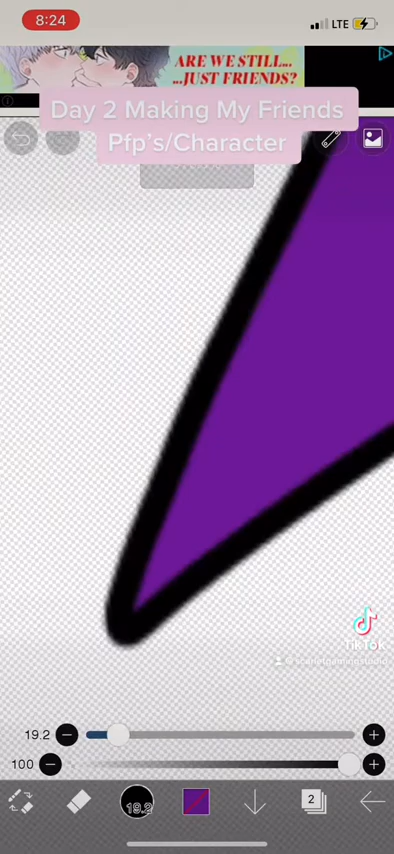 8:24
LTE
ARE WE STILL...
...JUST FRIENDS?
Day 2 Making My Friends
Pfp's/Character
TikTok
@scarletgamingstudio
19.2
100
19.2
2